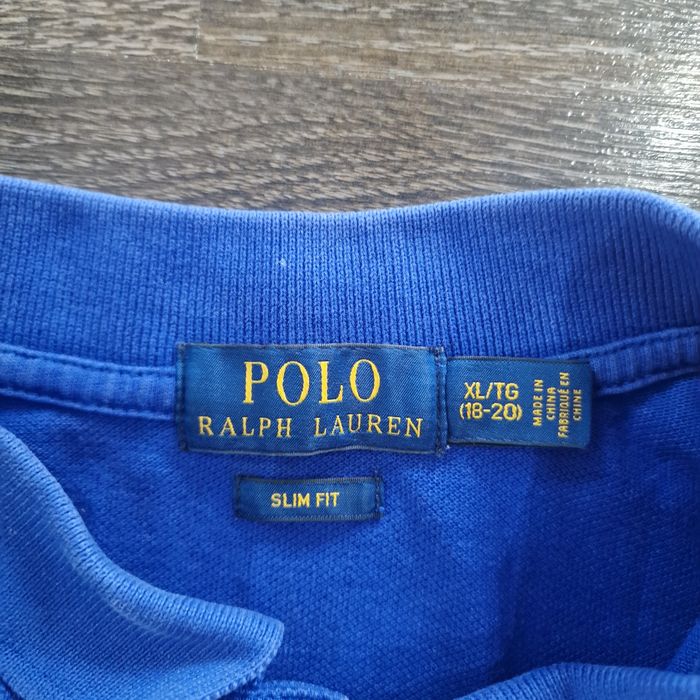 POLO
RALPH LAUREN
XL/TG
(18-20)
MADE IN
CHINA
FABRIQUÉ EN
CHINE
SLIM FIT